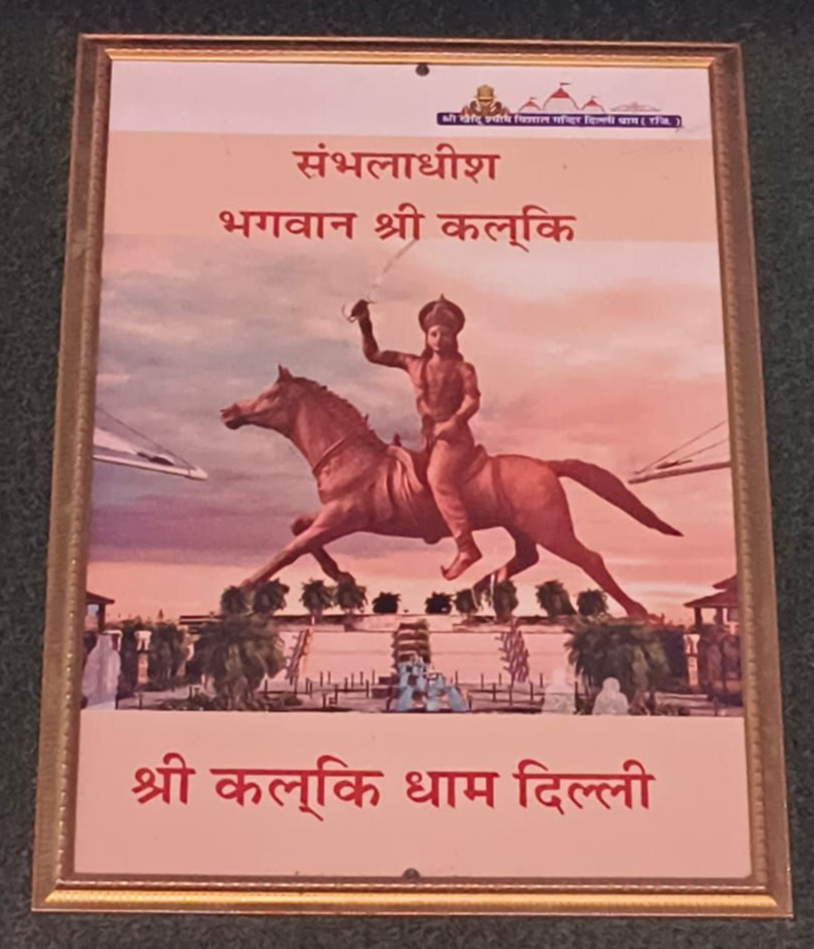 श्री खाटू श्याम विशाल मन्दिर दिल्ली धाम ( रजि. )
संभलाधीश
भगवान श्री कल्कि
श्री कल्कि धाम दिल्ली